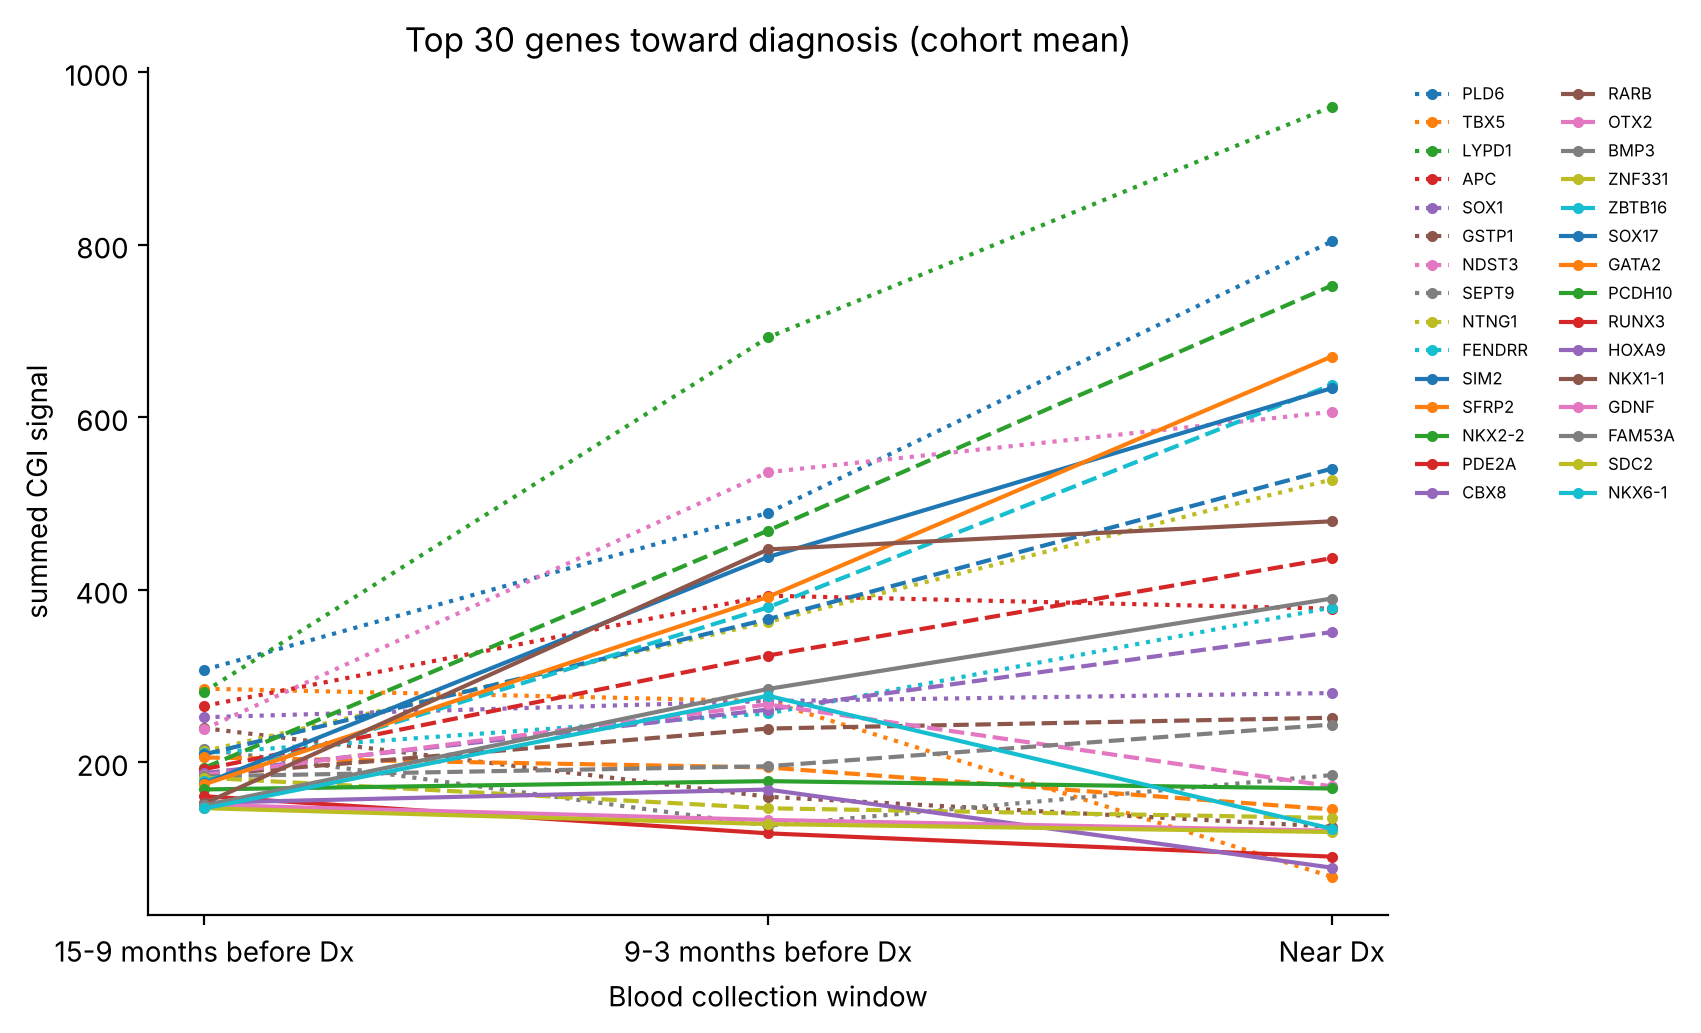 Top 30 genes toward diagnosis (cohort mean)
1000
800
600
400
200
summed CGI signal
15-9 months before Dx
9-3 months before Dx
Near Dx
Blood collection window
PLD6
TBX5
LYPD1
APC
SOX1
GSTP1
NDST3
SEPT9
NTNG1
FENDRR
SIM2
SFRP2
NKX2-2
PDE2A
CBX8
RARB
OTX2
BMP3
ZNF331
ZBTB16
SOX17
GATA2
PCDH10
RUNX3
HOXA9
NKX1-1
GDNF
FAM53A
SDC2
NKX6-1